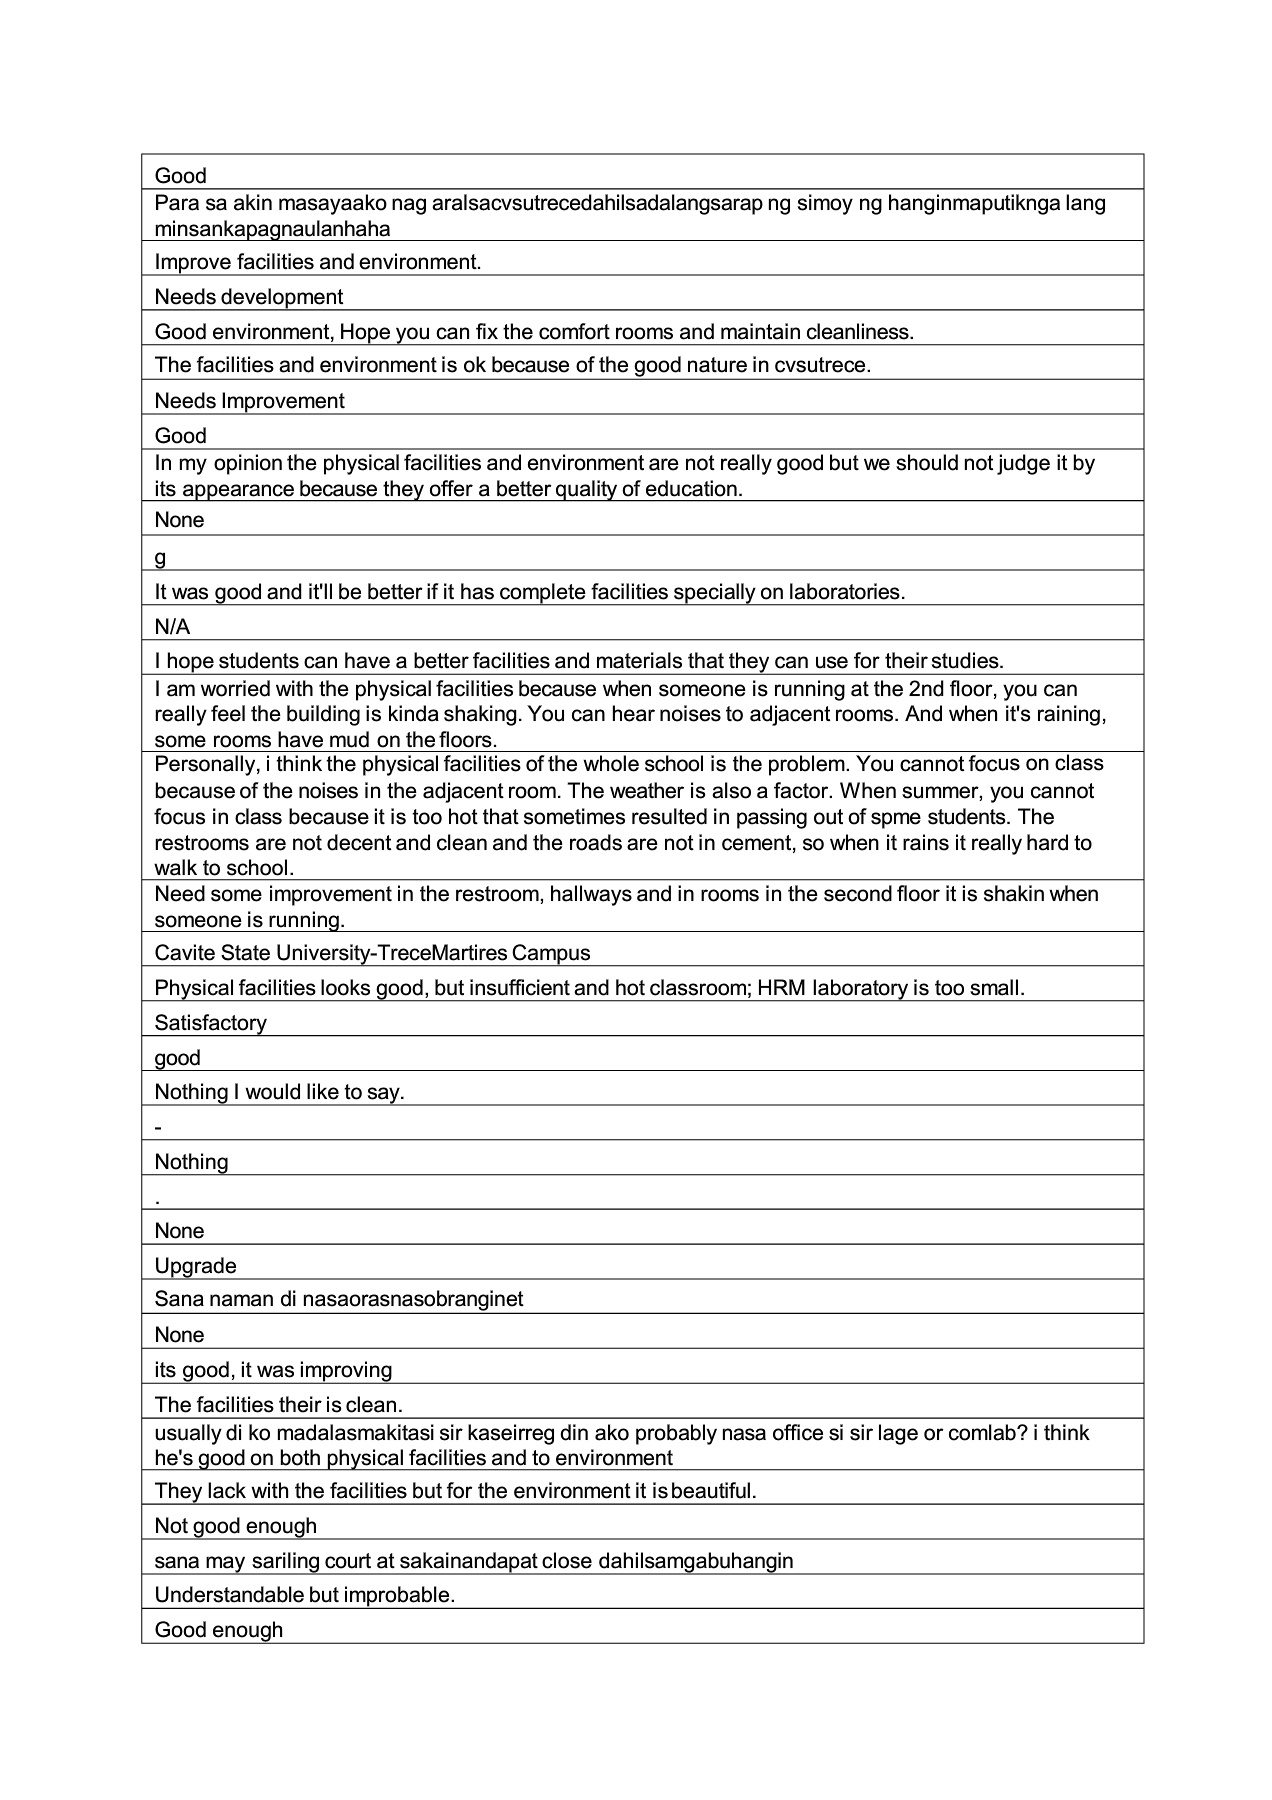 Good
Para sa akin masayaako nag aralsacvsutrecedahilsadalangsarap ng simoy ng hanginmaputiknga lang
minsankapagnaulanhaha
Improve facilities and environment.
Needs development
Good environment, Hope you can fix the comfort rooms and maintain cleanliness.
The facilities and environment is ok because of the good nature in cvsutrece.
Needs Improvement
Good
In my opinion the physical facilities and environment are not really good but we should not judge it by
its appearance because they offer a better quality of education.
None
g
It was good and it'll be better if it has complete facilities specially on laboratories.
N/A
I hope students can have a better facilities and materials that they can use for their studies.
I am worried with the physical facilities because when someone is running at the 2nd floor, you can
really feel the building is kinda shaking. You can hear noises to adjacent rooms. And when it's raining,
some rooms have mud on the floors.
Personally, i think the physical facilities of the whole school is the problem. You cannot focus on class
because of the noises in the adjacent room. The weather is also a factor. When summer, you cannot
focus in class because it is too hot that sometimes resulted in passing out of spme students. The
restrooms are not decent and clean and the roads are not in cement, so when it rains it really hard to
walk to school.
Need some improvement in the restroom, hallways and in rooms in the second floor it is shakin when
someone is running.
Cavite State University-TreceMartires Campus
Physical facilities looks good, but insufficient and hot classroom; HRM laboratory is too small.
Satisfactory
good
Nothing I would like to say.
-
Nothing
.
None
Upgrade
Sana naman di nasaorasnasobranginet
None
its good, it was improving
The facilities their is clean.
usually di ko madalasmakitasi sir kaseirreg din ako probably nasa office si sir lage or comlab? i think
he's good on both physical facilities and to environment
They lack with the facilities but for the environment it is beautiful.
Not good enough
sana may sariling court at sakainandapat close dahilsamgabuhangin
Understandable but improbable.
Good enough